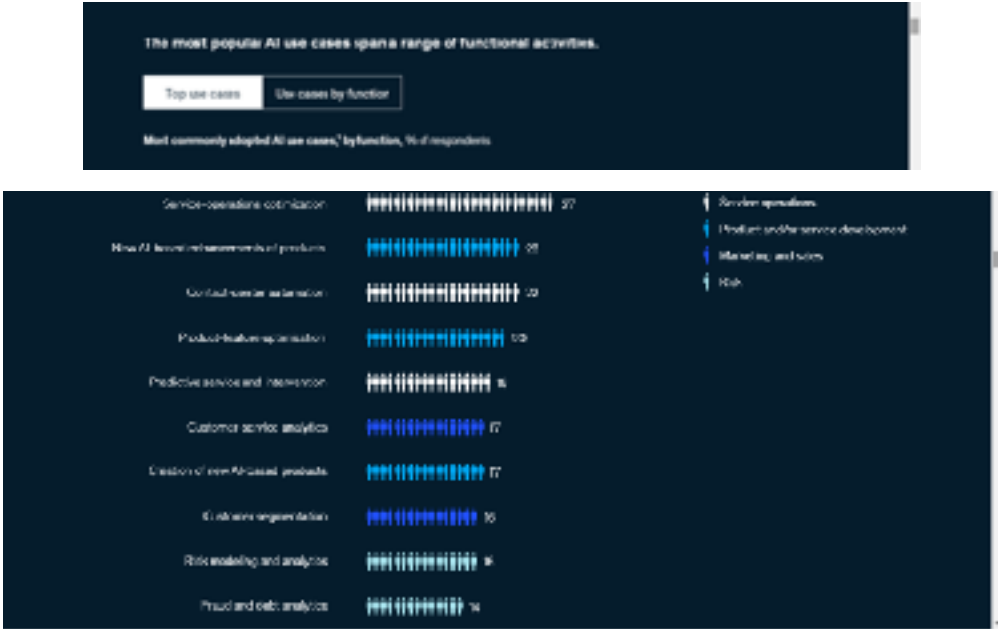 The most popular AI use cases span a range of functional activities.
Top use cases
Use cases by function
Most commonly adopted AI use cases, by function, % of respondents
Service-operations optimization 27
New AI-based enhancements of products
Contact-center automation 22
Product-feature optimization
Predictive service and intervention
Customer service analytics 17
Creation of new AI-based products 17
Customer segmentation 16
Risk modeling and analytics
Fraud and debt analytics 14
Service operations
Product and/or service development
Marketing and sales
Risk